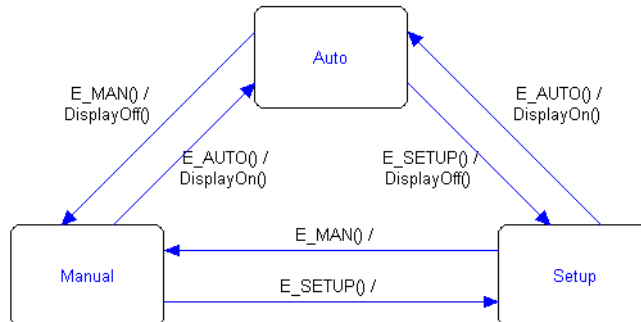 Auto
E_MAN() /
DisplayOff()
E_AUTO() /
DisplayOn()
E_AUTO() /
DisplayOn()
E_SETUP() /
DisplayOff()
E_MAN() /
Manual
Setup
E_SETUP() /